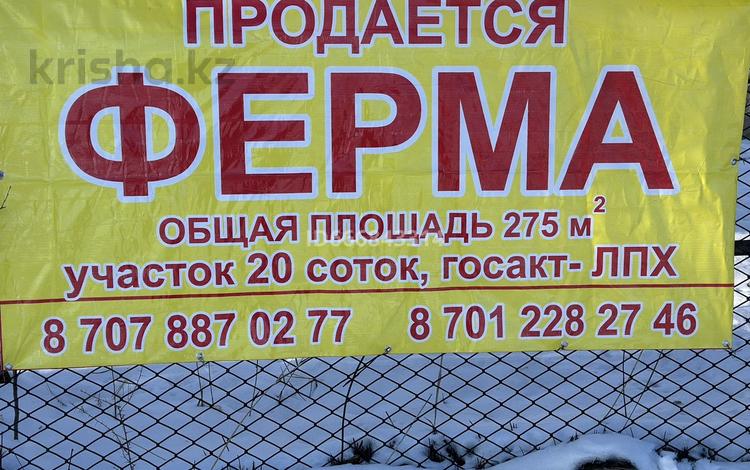 ПРОДАЕТСЯ
krisha.kz
ФЕРМА
ОБЩАЯ ПЛОЩАДЬ 275 м²
участок 20 соток, госакт- ЛПХ
8 707 887 02 77 8 701 228 27 46